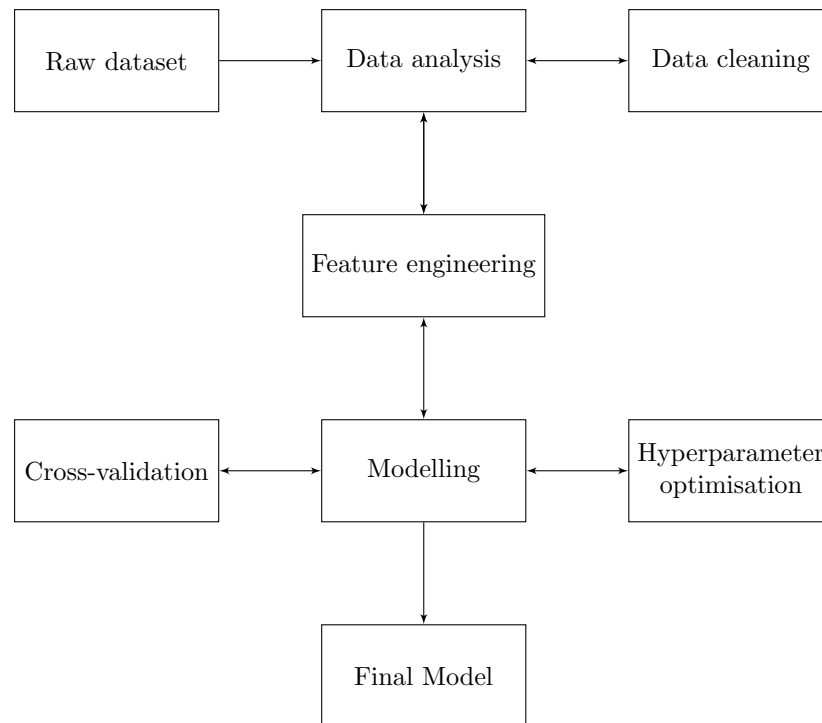 Raw dataset
Data analysis
Data cleaning
Feature engineering
Cross-validation
Modelling
Hyperparameter
optimisation
Final Model